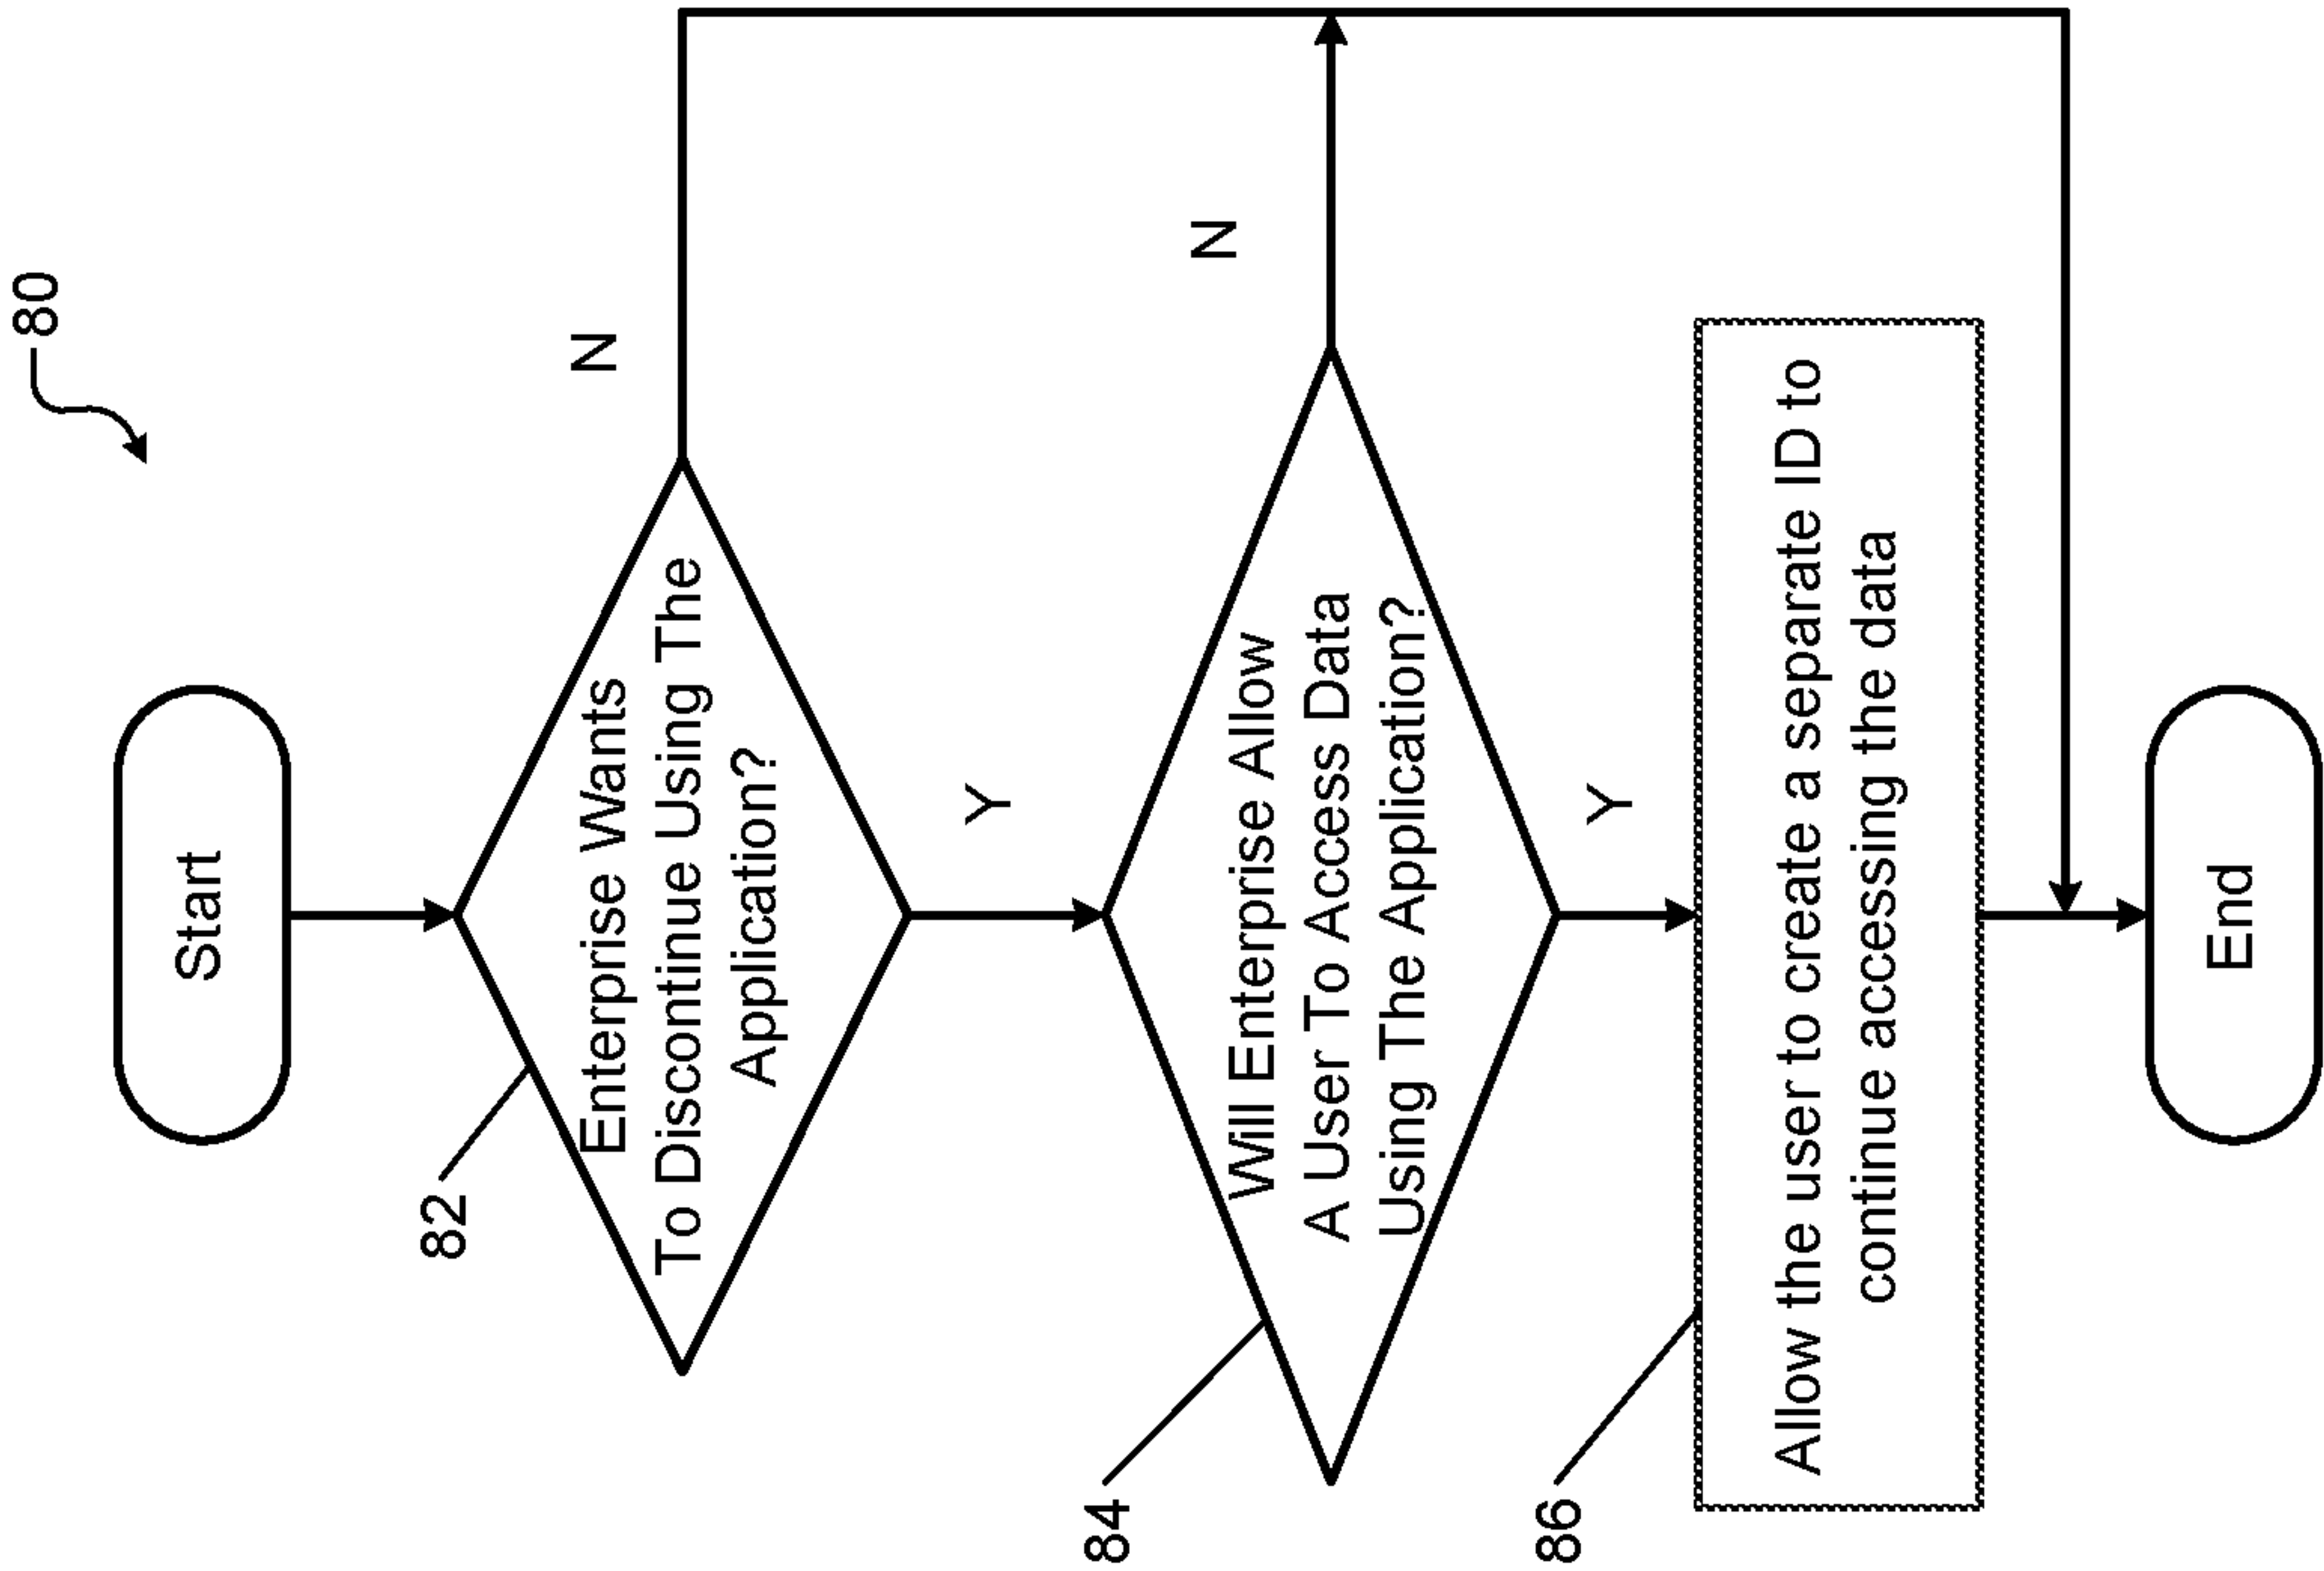 80
Start
82
Enterprise Wants
To Discontinue Using The
Application?
N
Y
84
Will Enterprise Allow
A User To Access Data
Using The Application?
N
Y
86
Allow the user to create a separate ID to
continue accessing the data
End